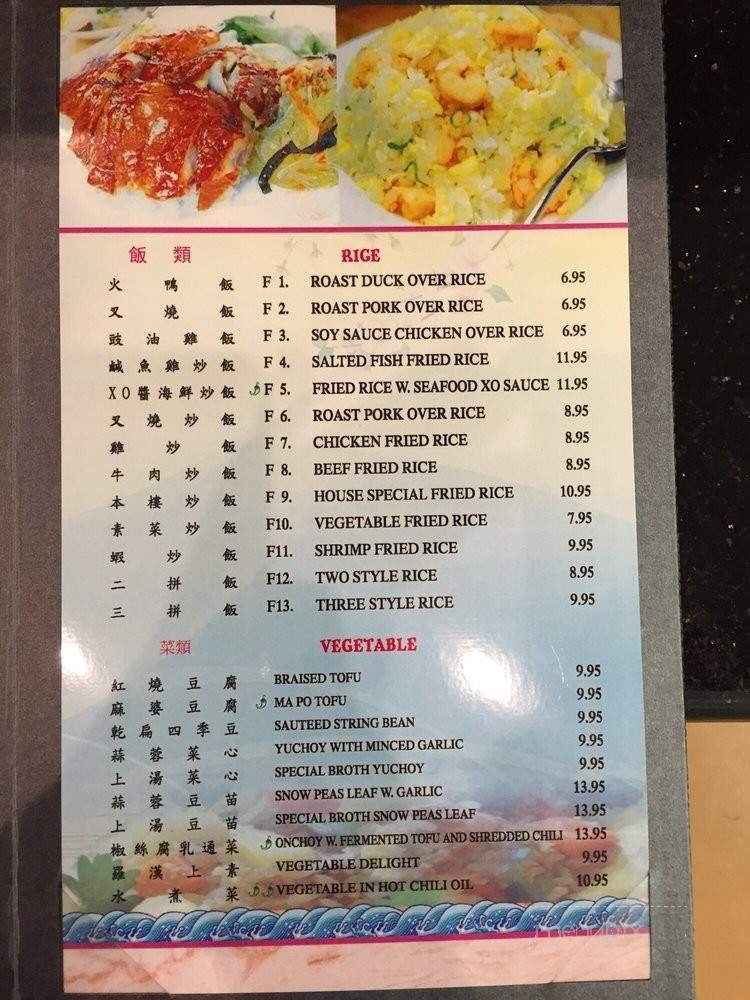 飯 類 RICE
火 鴨 飯 F 1. ROAST DUCK OVER RICE 6.95
叉 燒 飯 F 2. ROAST PORK OVER RICE 6.95
豉 油 雞 飯 F 3. SOY SAUCE CHICKEN OVER RICE 6.95
鹹 魚 雞 炒 飯 F 4. SALTED FISH FRIED RICE 11.95
XO醬海鮮炒飯 F 5. FRIED RICE W. SEAFOOD XO SAUCE 11.95
叉 燒 炒 飯 F 6. ROAST PORK OVER RICE 8.95
雞 炒 飯 F 7. CHICKEN FRIED RICE 8.95
牛 肉 炒 飯 F 8. BEEF FRIED RICE 8.95
本 樓 炒 飯 F 9. HOUSE SPECIAL FRIED RICE 10.95
素 菜 炒 飯 F10. VEGETABLE FRIED RICE 7.95
蝦 炒 飯 F11. SHRIMP FRIED RICE 9.95
二 拼 飯 F12. TWO STYLE RICE 8.95
三 拼 飯 F13. THREE STYLE RICE 9.95
菜類 VEGETABLE
紅 燒 豆 腐 BRAISED TOFU 9.95
麻 婆 豆 腐 MA PO TOFU 9.95
乾 扁 四 季 豆 SAUTEED STRING BEAN 9.95
蒜 蓉 菜 心 YUCHOY WITH MINCED GARLIC 9.95
上 湯 菜 心 SPECIAL BROTH YUCHOY 9.95
蒜 蓉 豆 苗 SNOW PEAS LEAF W. GARLIC 13.95
上 湯 豆 苗 SPECIAL BROTH SNOW PEAS LEAF 13.95
椒 絲 腐 乳 通 菜 ONCHOY W. FERMENTED TOFU AND SHREDDED CHILI 13.95
羅 漢 上 素 VEGETABLE DELIGHT 9.95
水 煮 菜 VEGETABLE IN HOT CHILI OIL 10.95